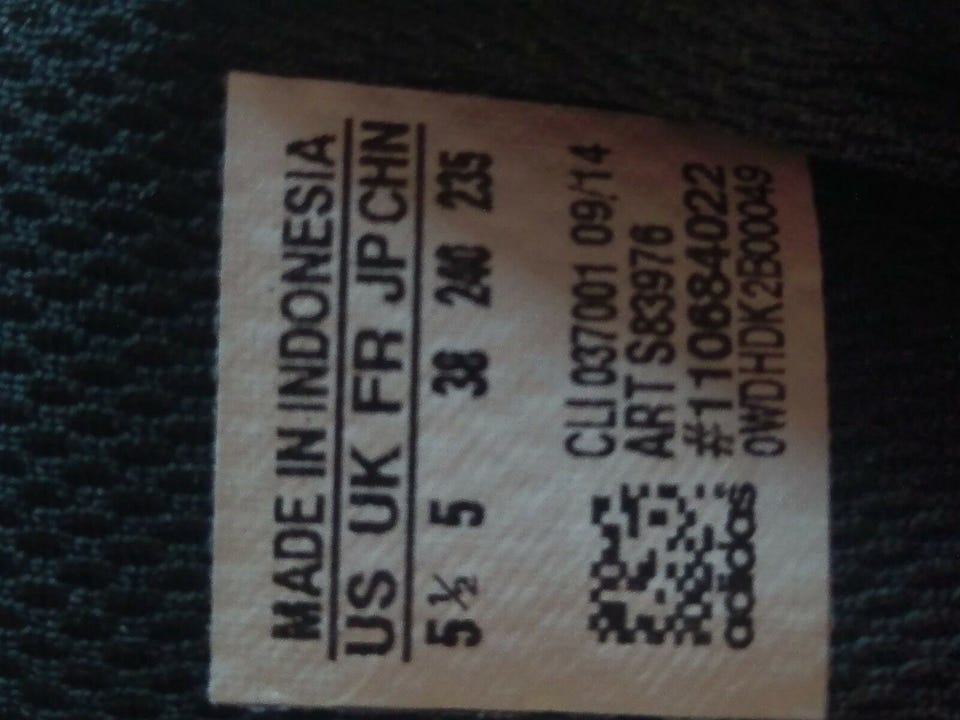 MADE IN INDONESIA
US UK FR JP CHN
5½ 5 38 240 235
CLI 037001 09/14
ART S83976
#110684022
0WDHDK2B00049
adidas